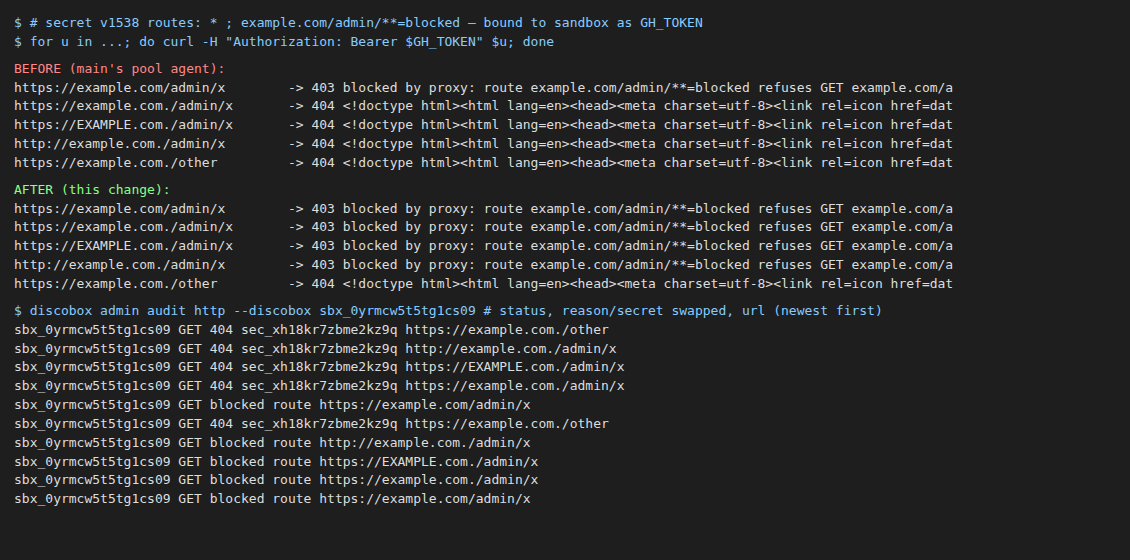 $ # secret v1538 routes: * ; example.com/admin/**=blocked — bound to sandbox as GH_TOKEN
$ for u in ...; do curl -H "Authorization: Bearer $GH_TOKEN" $u; done
BEFORE (main's pool agent):
https://example.com/admin/x        -> 403 blocked by proxy: route example.com/admin/**=blocked refuses GET example.com/a
https://example.com./admin/x       -> 404 <!doctype html><html lang=en><head><meta charset=utf-8><link rel=icon href=dat
https://EXAMPLE.com./admin/x       -> 404 <!doctype html><html lang=en><head><meta charset=utf-8><link rel=icon href=dat
http://example.com./admin/x        -> 404 <!doctype html><html lang=en><head><meta charset=utf-8><link rel=icon href=dat
https://example.com./other         -> 404 <!doctype html><html lang=en><head><meta charset=utf-8><link rel=icon href=dat
AFTER (this change):
https://example.com/admin/x        -> 403 blocked by proxy: route example.com/admin/**=blocked refuses GET example.com/a
https://example.com./admin/x       -> 403 blocked by proxy: route example.com/admin/**=blocked refuses GET example.com/a
https://EXAMPLE.com./admin/x       -> 403 blocked by proxy: route example.com/admin/**=blocked refuses GET example.com/a
http://example.com./admin/x        -> 403 blocked by proxy: route example.com/admin/**=blocked refuses GET example.com/a
https://example.com./other         -> 404 <!doctype html><html lang=en><head><meta charset=utf-8><link rel=icon href=dat
$ discobox admin audit http --discobox sbx_0yrmcw5t5tg1cs09 # status, reason/secret swapped, url (newest first)
sbx_0yrmcw5t5tg1cs09 GET 404 sec_xh18kr7zbme2kz9q https://example.com./other
sbx_0yrmcw5t5tg1cs09 GET 404 sec_xh18kr7zbme2kz9q http://example.com./admin/x
sbx_0yrmcw5t5tg1cs09 GET 404 sec_xh18kr7zbme2kz9q https://EXAMPLE.com./admin/x
sbx_0yrmcw5t5tg1cs09 GET 404 sec_xh18kr7zbme2kz9q https://example.com./admin/x
sbx_0yrmcw5t5tg1cs09 GET blocked route https://example.com/admin/x
sbx_0yrmcw5t5tg1cs09 GET 404 sec_xh18kr7zbme2kz9q https://example.com./other
sbx_0yrmcw5t5tg1cs09 GET blocked route http://example.com./admin/x
sbx_0yrmcw5t5tg1cs09 GET blocked route https://EXAMPLE.com./admin/x
sbx_0yrmcw5t5tg1cs09 GET blocked route https://example.com./admin/x
sbx_0yrmcw5t5tg1cs09 GET blocked route https://example.com/admin/x